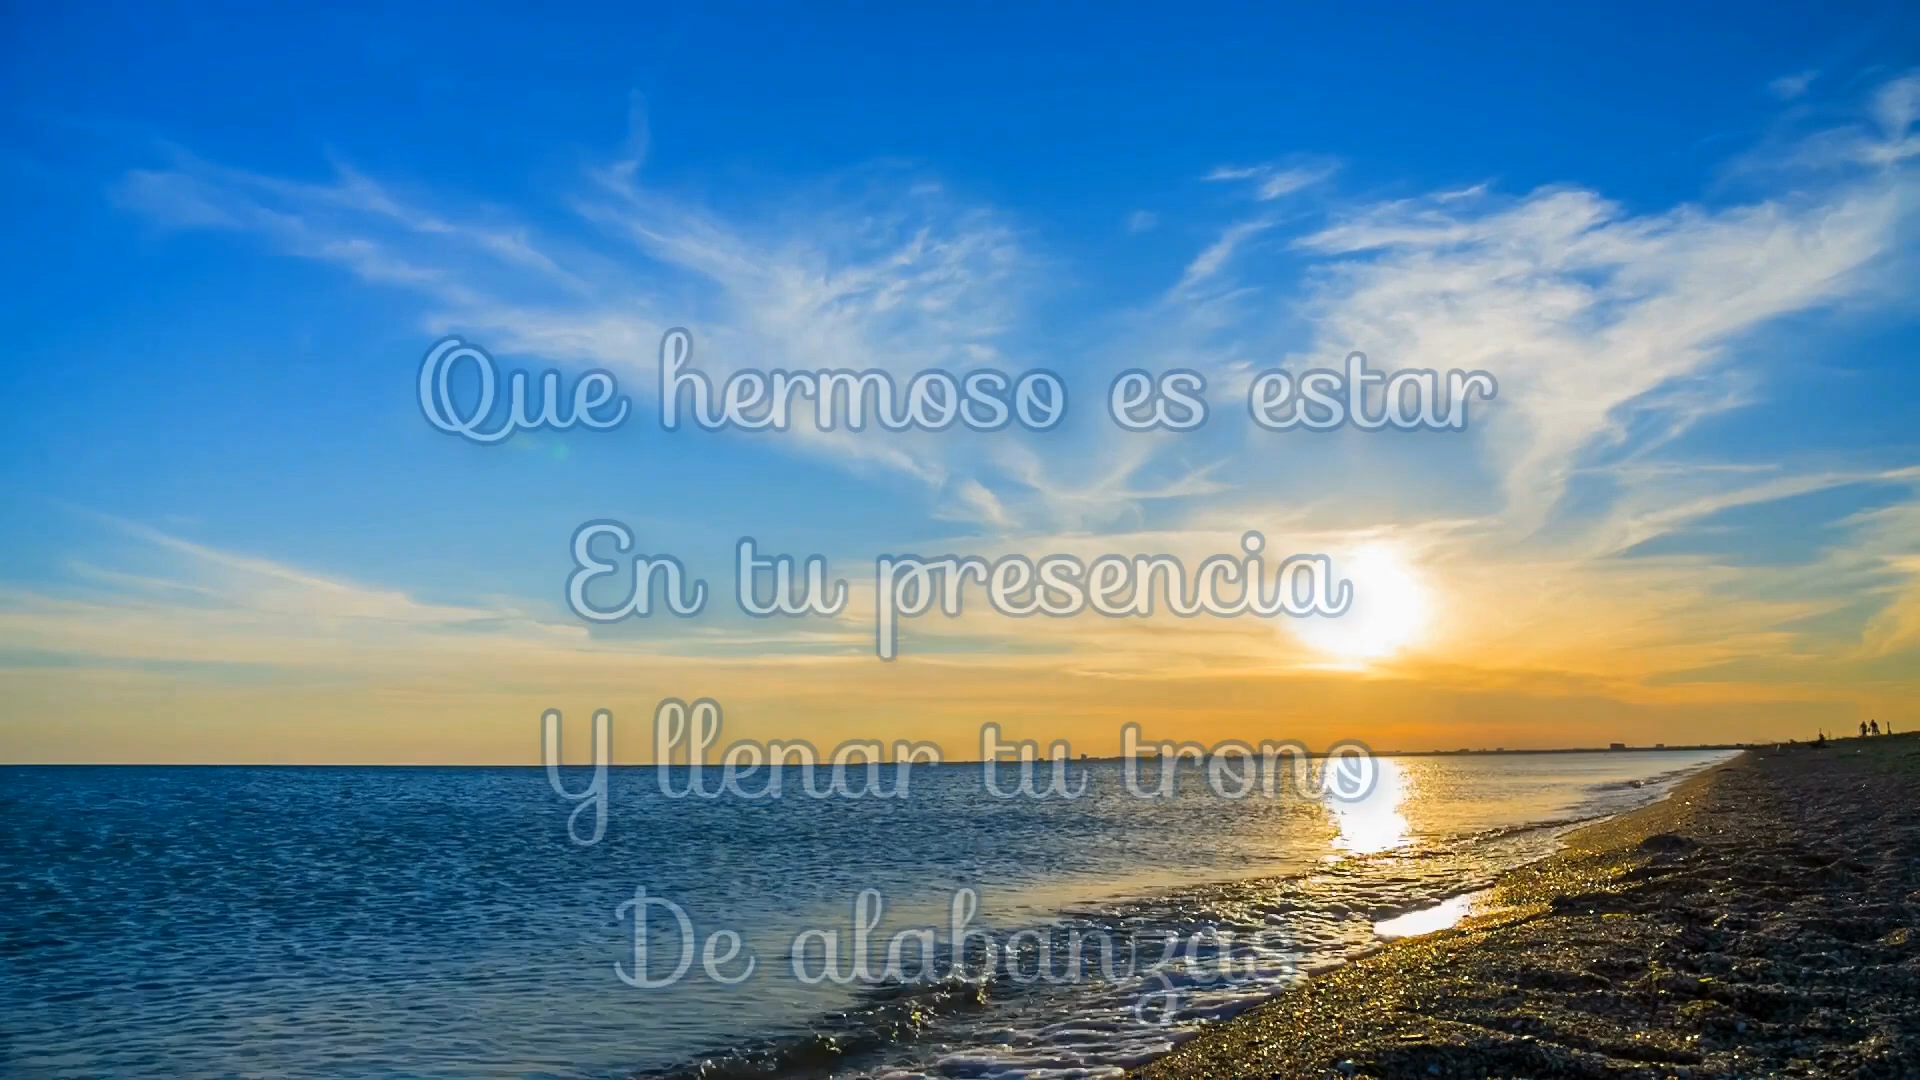 Que hermoso es estar
En tu presencia
Y llenar tu trono
De alabanzas